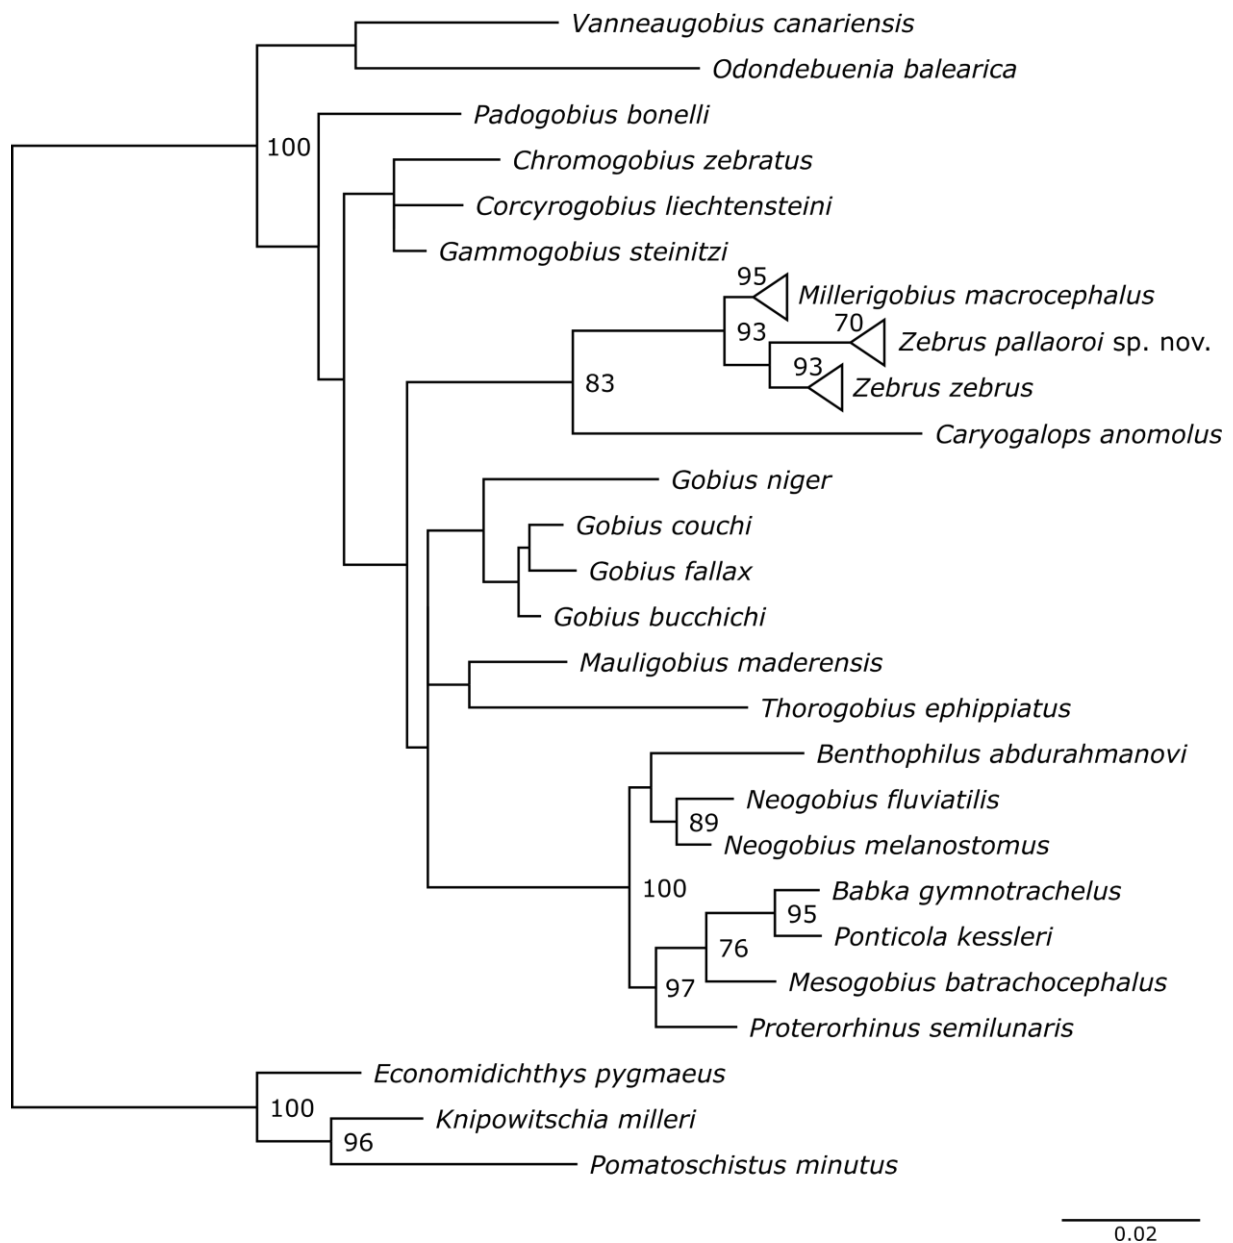 Vanneaugobius canariensis
Odondebuenia balearica
Padogobius bonelli
100
Chromogobius zebratus
Corcyrogobius liechtensteini
Gammogobius steinitzi
95
Millerigobius macrocephalus
70
93
Zebrus pallaoroi sp. nov.
93
83
Zebrus zebrus
Caryogalops anomolus
Gobius niger
Gobius couchi
Gobius fallax
Gobius bucchichi
Mauligobius maderensis
Thorogobius ephippiatus
Benthophilus abdurahmanovi
Neogobius fluviatilis
89
Neogobius melanostomus
100
Babka gymnotrachelus
95
Ponticola kessleri
76
Mesogobius batrachocephalus
97
Proterorhinus semilunaris
Economidichthys pygmaeus
100
Knipowitschia milleri
96
Pomatoschistus minutus
0.02